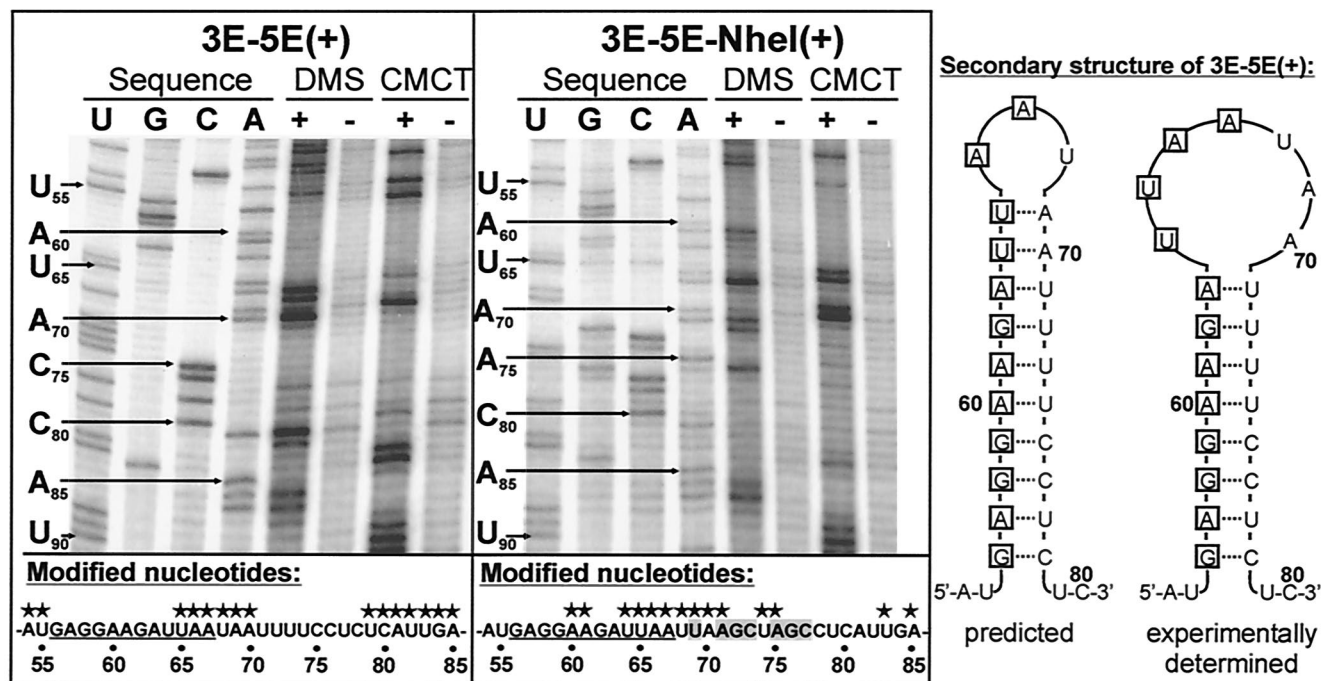 3E-5E(+)
Sequence DMS CMCT
U G C A + - + -
U55
A60
U65
A70
C75
C80
A85
U90
Modified nucleotides:
★★ ★★★★★★ ★★★★★★★
-AUGAGGAAGAUUAAUAAUUUUCCUCUCAUUGA-
55 60 65 70 75 80 85
3E-5E-NheI(+)
Sequence DMS CMCT
U G C A + - + -
U55
A60
U65
A70
A75
C80
A85
U90
Modified nucleotides:
★★ ★★★★★★★★ ★★ ★ ★
-AUGAGGAAGAUUAAUUAAGCUAGCCUCAUUGA-
55 60 65 70 75 80 85
Secondary structure of 3E-5E(+):
A
A U
U A
U A 70
A U
G U
A U
60 A U
G C
G C
A U
G C
80
5'-A-U U-C-3'
predicted
A A U
U A
U A
70
A U
G U
A U
60 A U
G C
G C
A U
G C
80
5'-A-U U-C-3'
experimentally
determined